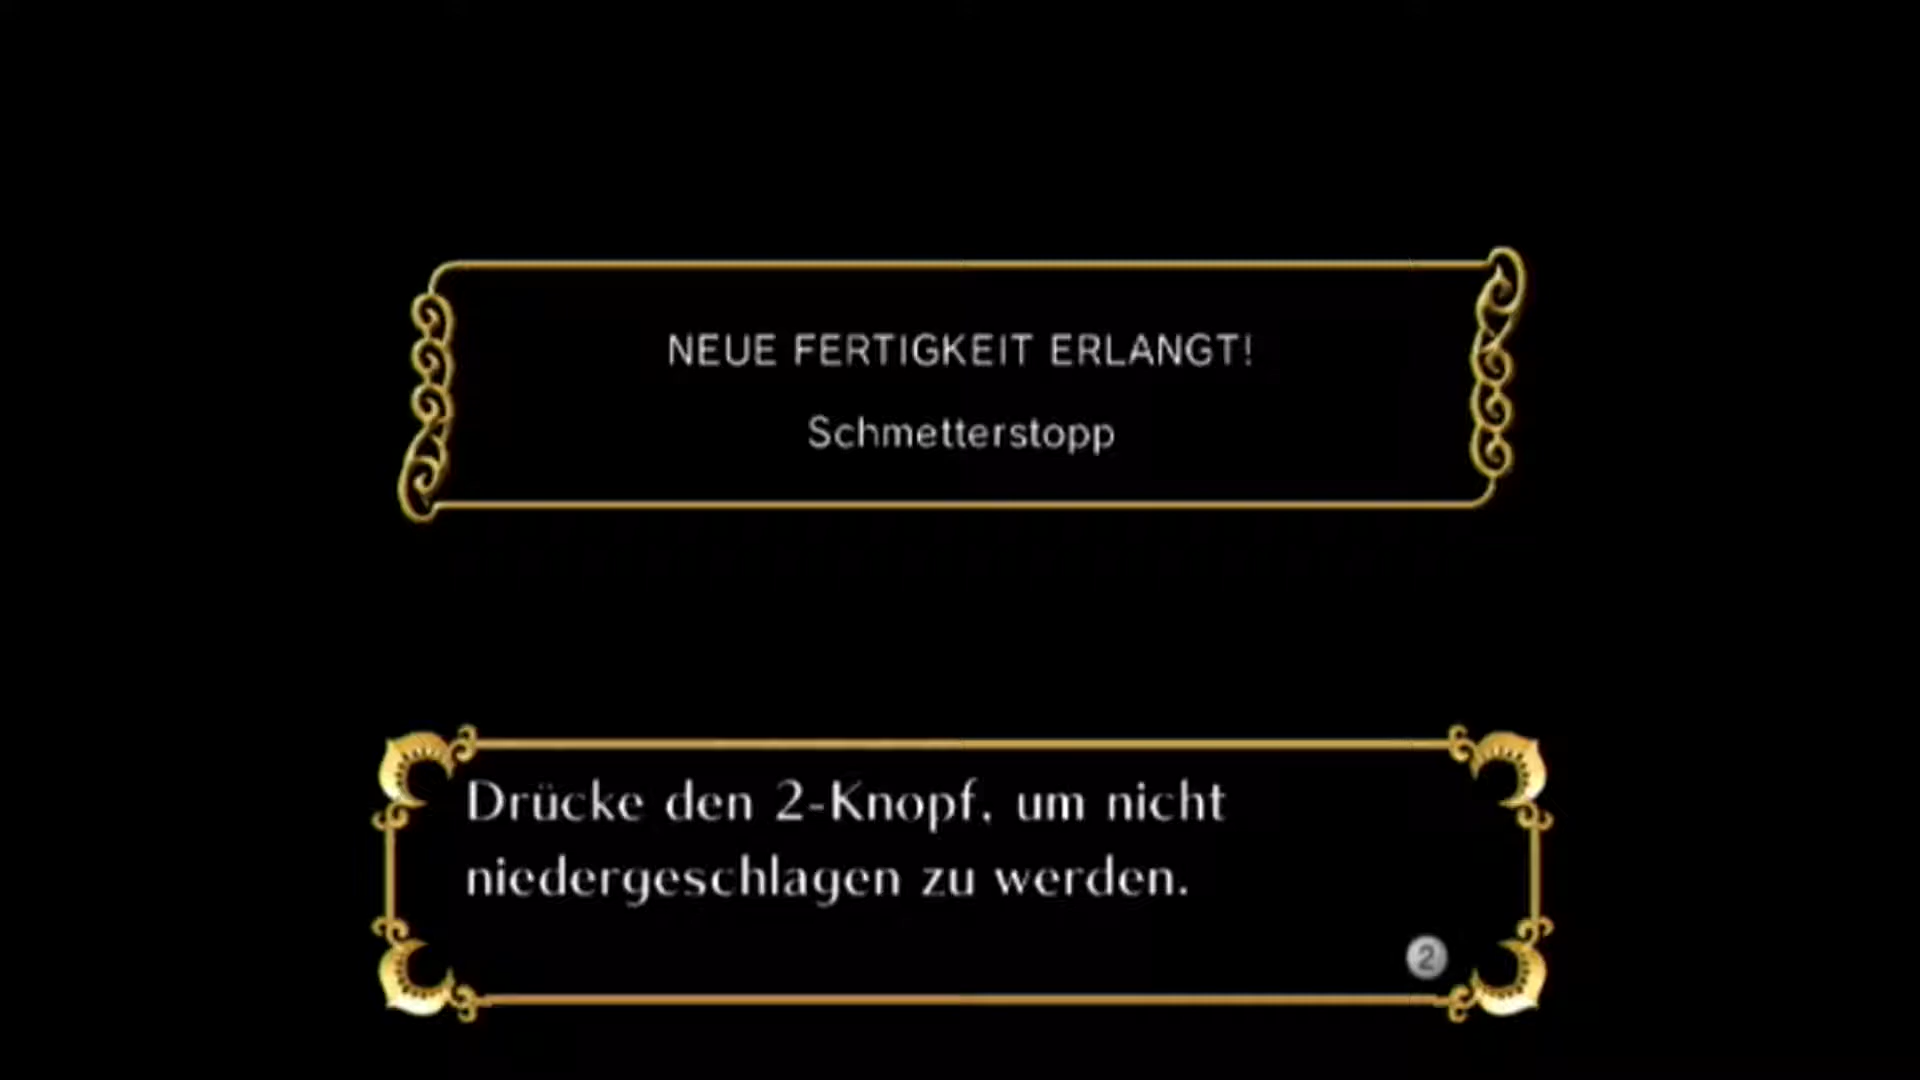 NEUE FERTIGKEIT ERLANGT!
Schmetterstopp
Drücke den 2-Knopf, um nicht
niedergeschlagen zu werden.
2